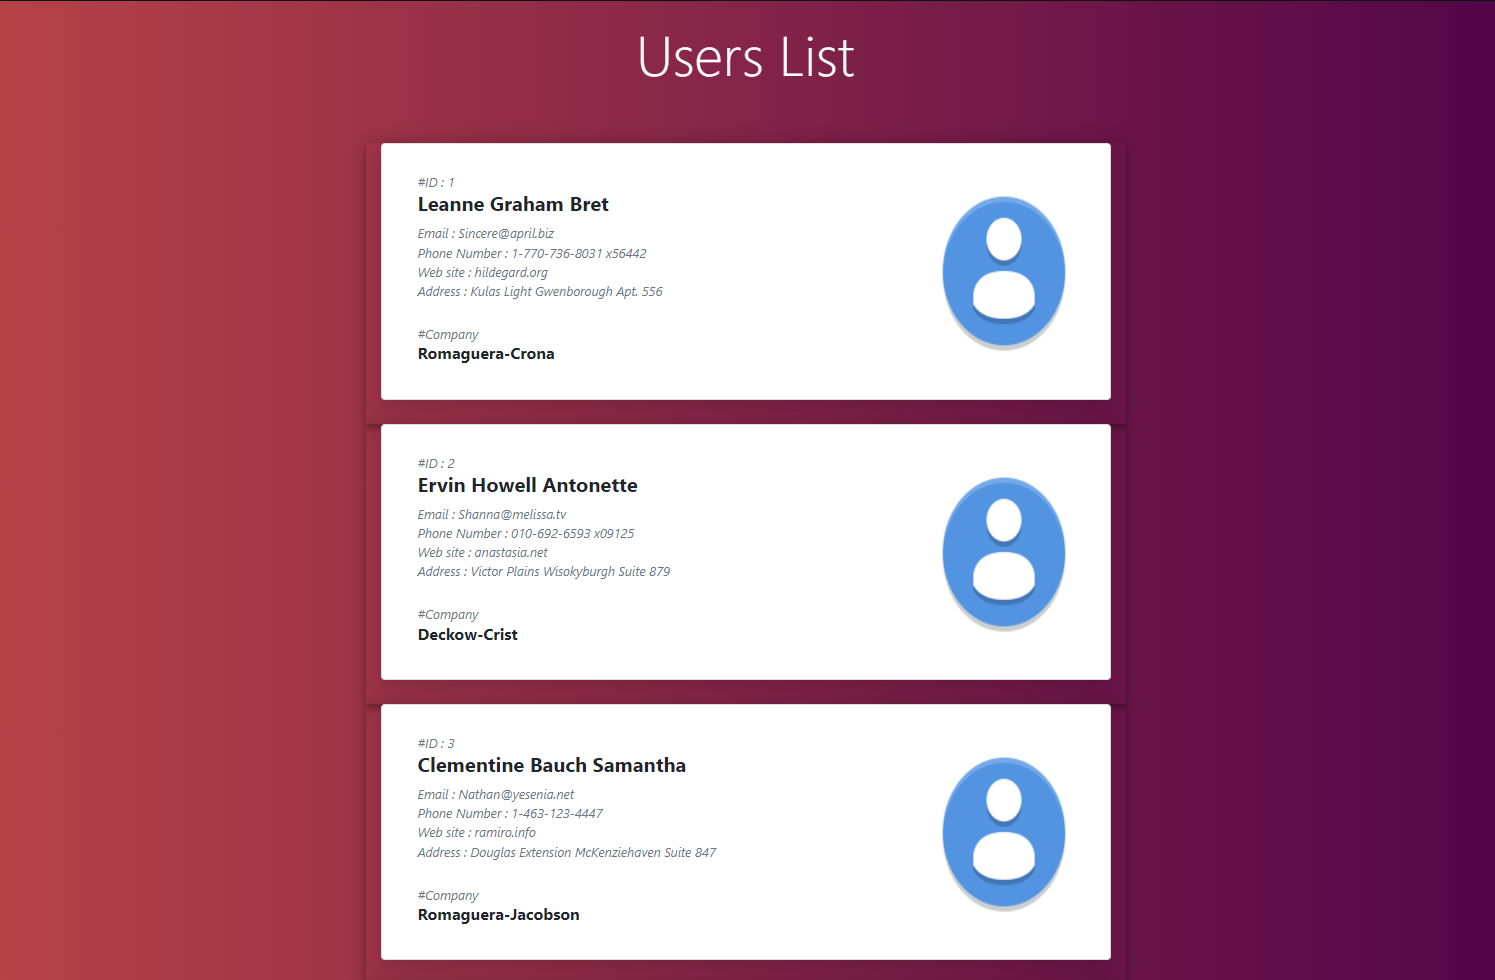 Users List
#ID : 1
Leanne Graham Bret
Email : Sincere@april.biz
Phone Number : 1-770-736-8031 x56442
Web site : hildegard.org
Address : Kulas Light Gwenborough Apt. 556
#Company
Romaguera-Crona
#ID : 2
Ervin Howell Antonette
Email : Shanna@melissa.tv
Phone Number : 010-692-6593 x09125
Web site : anastasia.net
Address : Victor Plains Wisokyburgh Suite 879
#Company
Deckow-Crist
#ID : 3
Clementine Bauch Samantha
Email : Nathan@yesenia.net
Phone Number : 1-463-123-4447
Web site : ramiro.info
Address : Douglas Extension McKenziehaven Suite 847
#Company
Romaguera-Jacobson